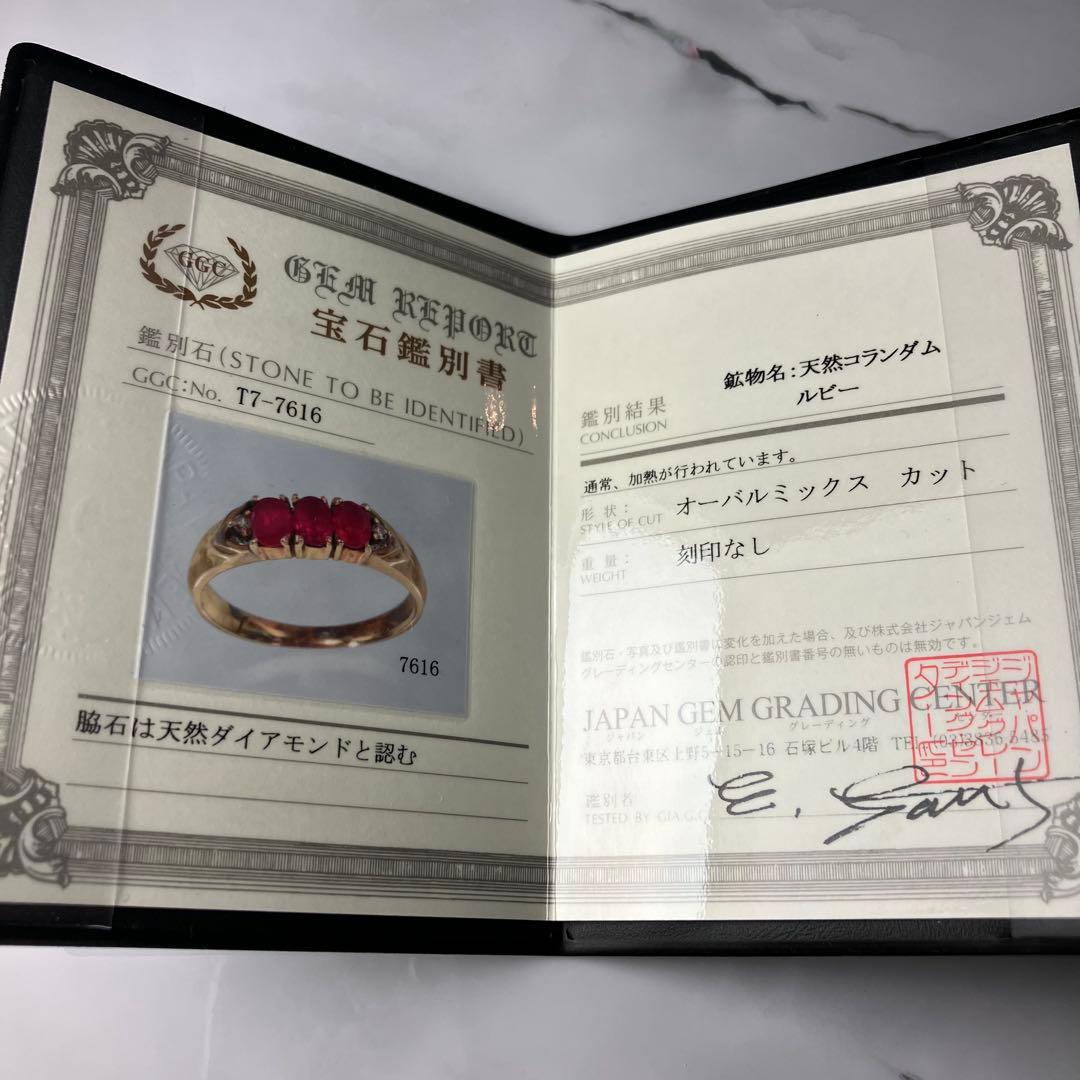 GGC
GEM REPORT
宝石鑑別書
鑑別石(STONE TO BE IDENTIFIED)
GGC:No. T7-7616
7616
脇石は天然ダイアモンドと認む
鉱物名:天然コランダム
ルビー
鑑別結果
CONCLUSION
通常、加熱が行われています。
形状:
STYLE OF CUT
オーバルミックス カット
重量:
WEIGHT
刻印なし
鑑別石・写真及び鑑別書に変化を加えた場合、及び株式会社ジャパンジェム
グレーディングセンターの認印と鑑別書番号の無いものは無効です。
JAPAN GEM GRADING CENTER
ジャパン ジェム グレーディング センター
東京都台東区上野5-15-16 石塚ビル4階 TEL (03)3836-5485
鑑別者
TESTED BY GIA.G.G.